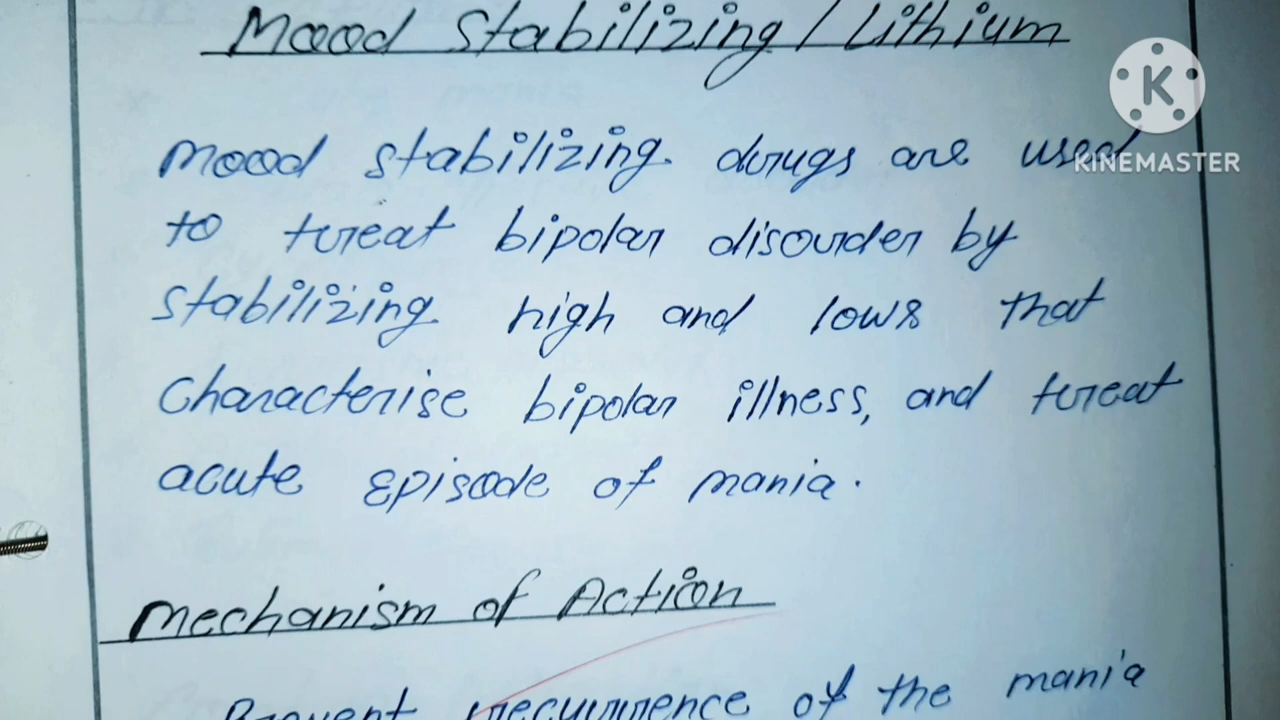 Mood Stabilizing / Lithium
K
KINEMASTER
Mood stabilizing drugs are used
to treat bipolar disorder by
stabilizing high and lows that
characterise bipolar illness, and treat
acute episode of mania.
Mechanism of Action
Prevent recurrence of the mania